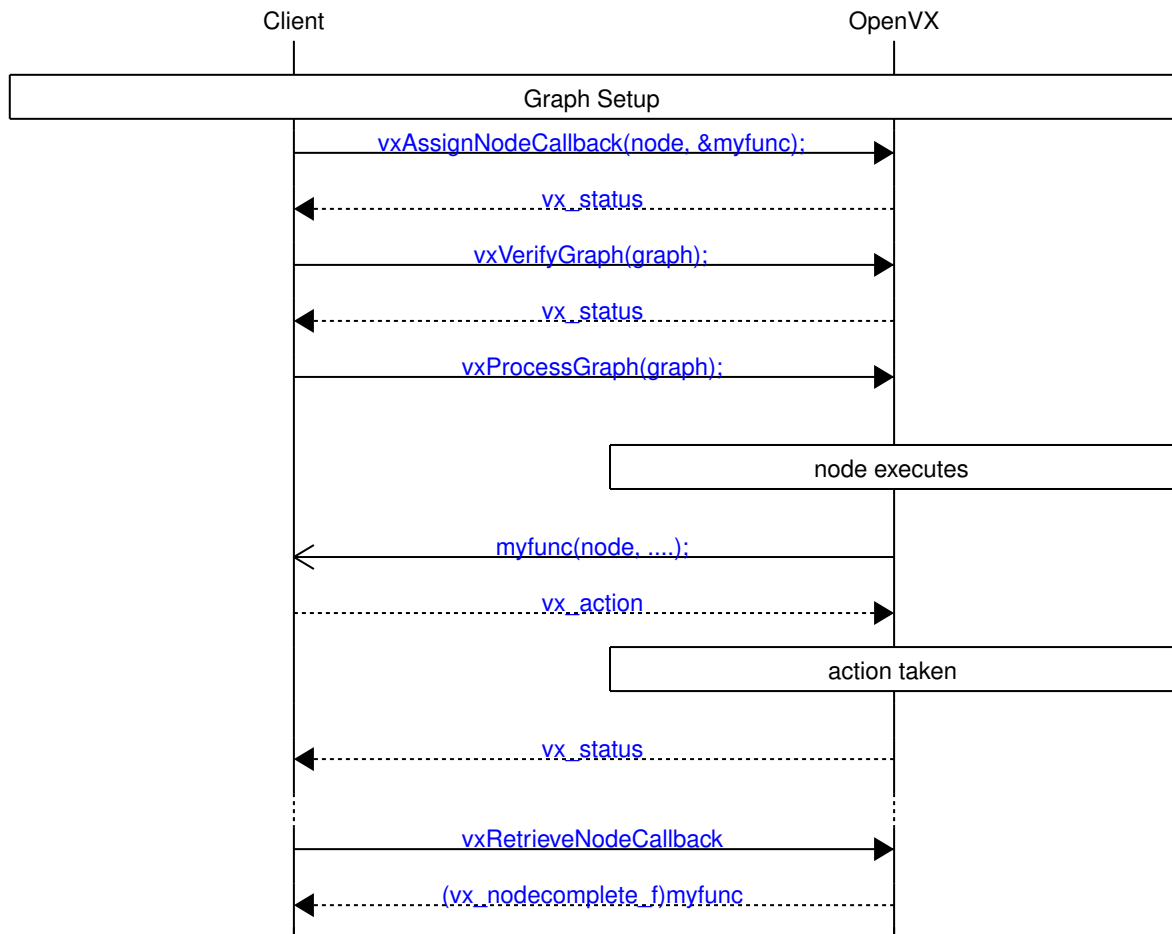 Client
OpenVX
Graph Setup
vxAssignNodeCallback(node, &myfunc);
vx_status
vxVerifyGraph(graph);
vx_status
vxProcessGraph(graph);
node executes
myfunc(node, ....);
vx_action
action taken
vx_status
vxRetrieveNodeCallback
(vx_nodecomplete_f)myfunc